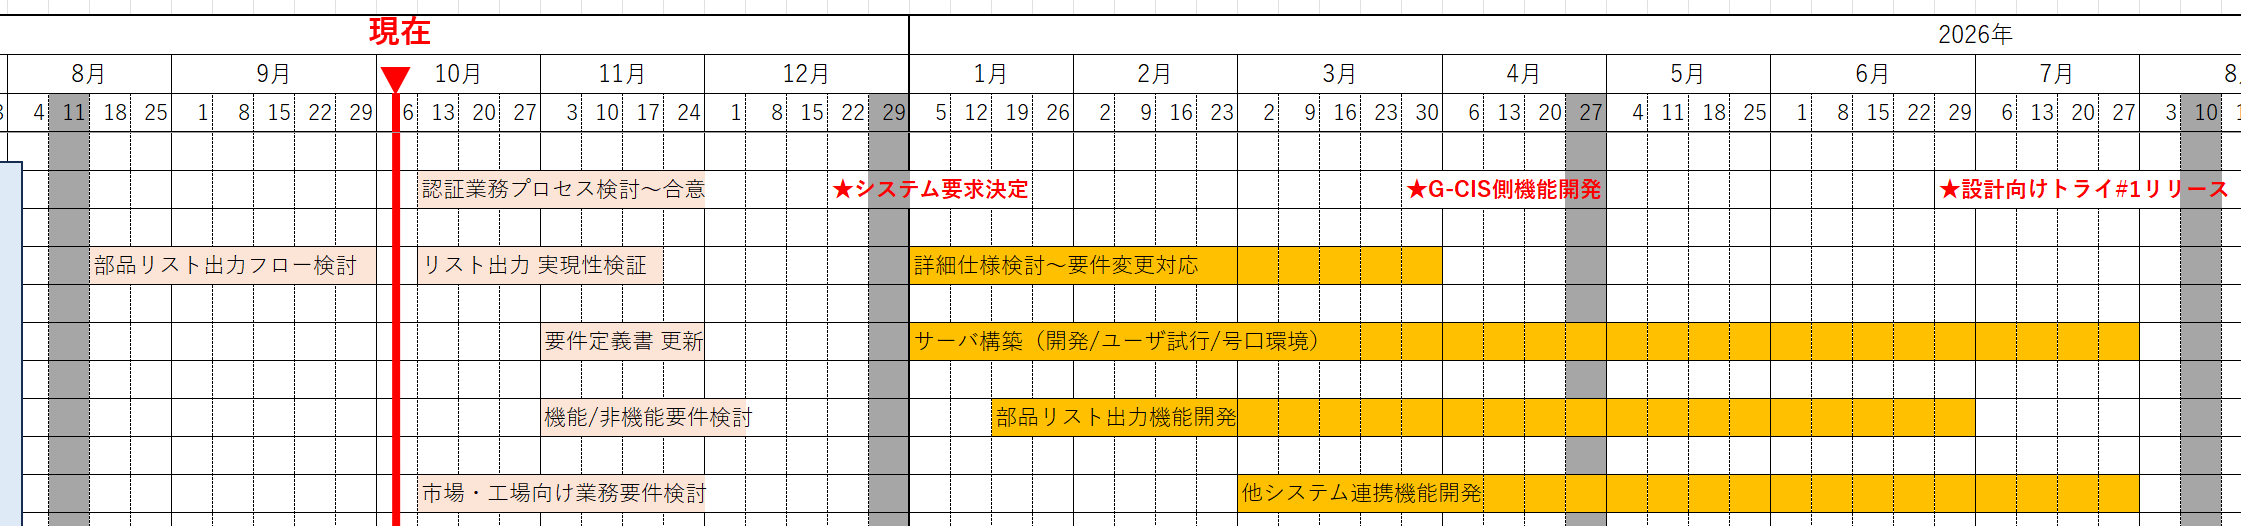 現在
2026年
8月 9月 10月 11月 12月 1月 2月 3月 4月 5月 6月 7月
4 11 18 25 1 8 15 22 29 6 13 20 27 3 10 17 24 1 8 15 22 29 5 12 19 26 2 9 16 23 2 9 16 23 30 6 13 20 27 4 11 18 25 1 8 15 22 29 6 13 20 27 3 10
認証業務プロセス検討～合意 ★システム要求決定 ★G-CIS側機能開発 ★設計向けトライ#1リリース
部品リスト出力フロー検討 リスト出力 実現性検証 詳細仕様検討～要件変更対応
要件定義書 更新 サーバ構築（開発/ユーザ試行/号口環境）
機能/非機能要件検討 部品リスト出力機能開発
市場・工場向け業務要件検討 他システム連携機能開発